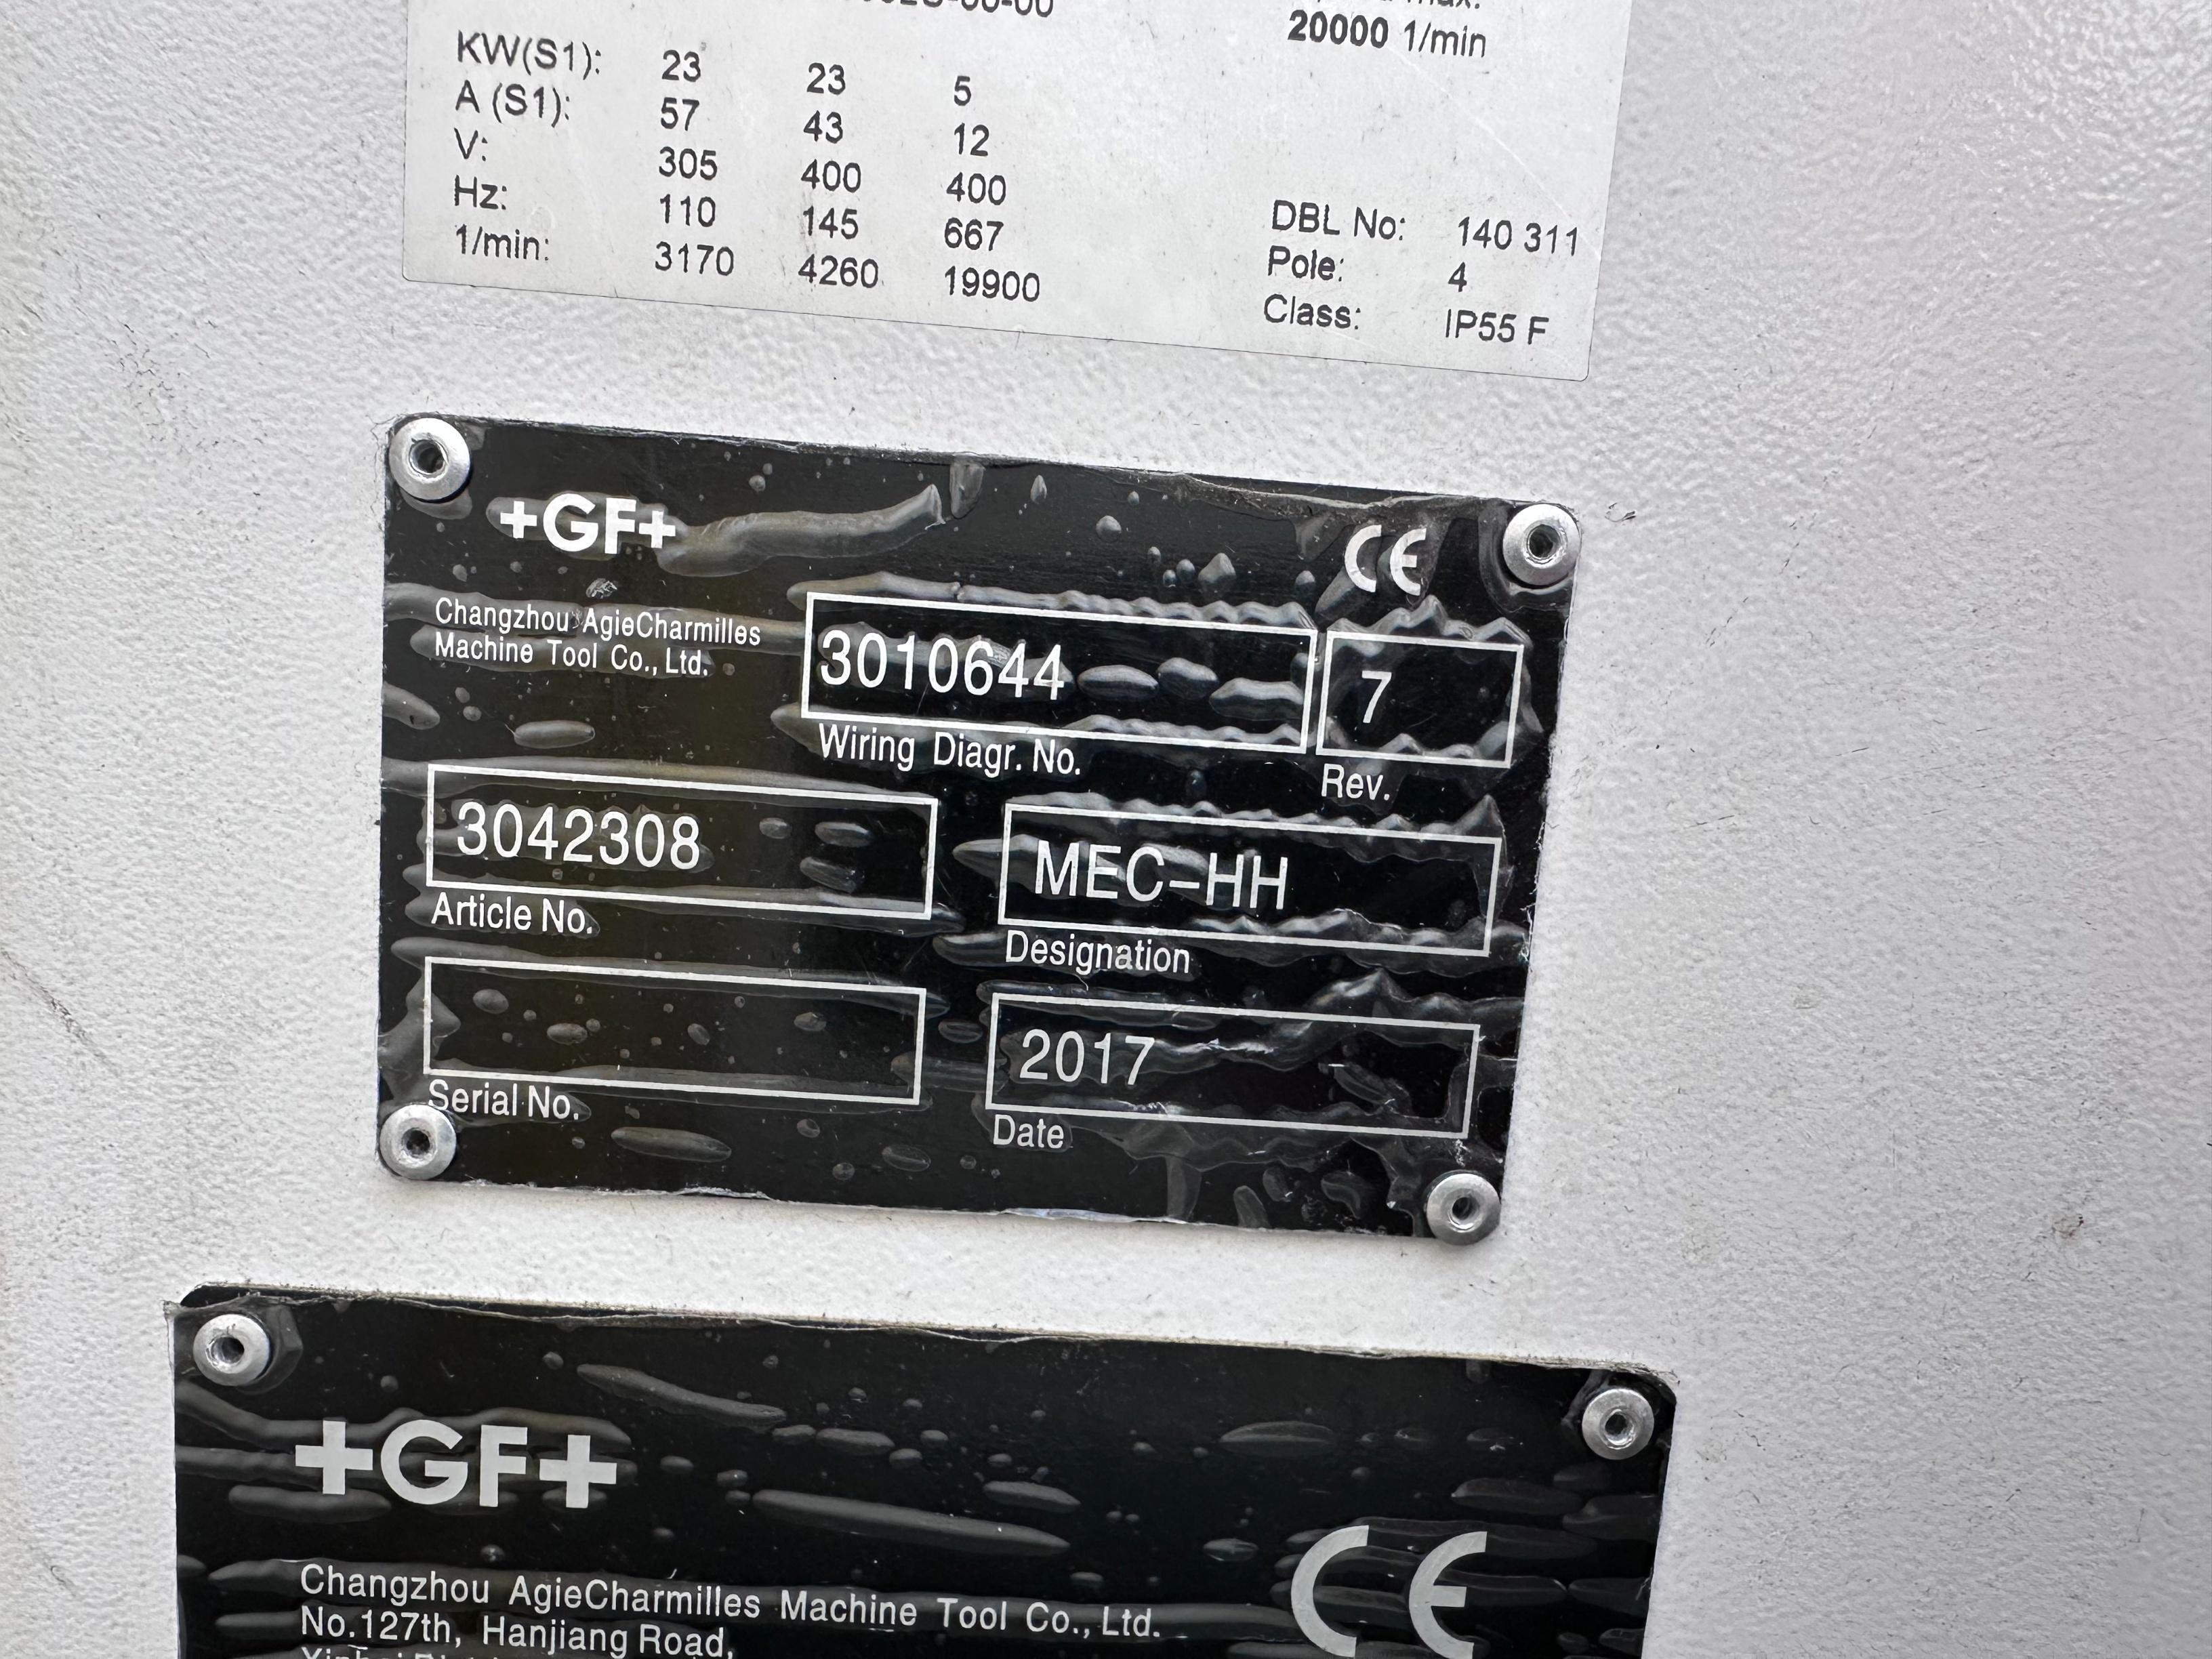 20000 1/min
KW(S1): 23 23 5
A (S1): 57 43 12
V: 305 400 400
Hz: 110 145 667
1/min: 3170 4260 19900
DBL No: 140 311
Pole: 4
Class: IP55 F
+GF+
CE
Changzhou AgieCharmilles
Machine Tool Co., Ltd.
3010644
7
Wiring Diagr. No.
Rev.
3042308
MEC-HH
Article No.
Designation
2017
Serial No.
Date
+GF+
CE
Changzhou AgieCharmilles Machine Tool Co., Ltd.
No.127th, Hanjiang Road,